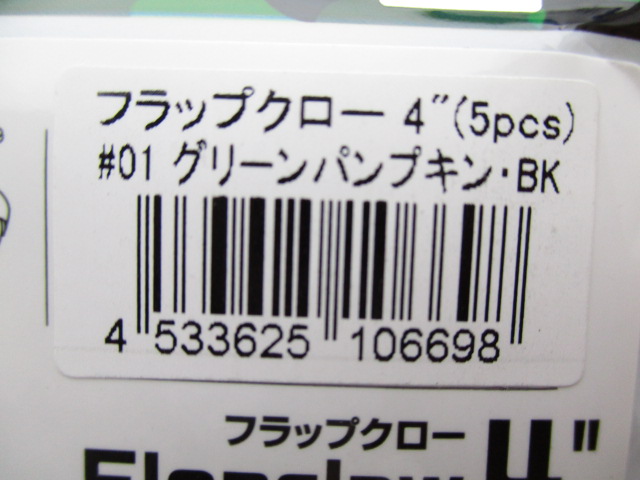 フラップクロー 4"(5pcs)
#01 グリーンパンプキン・BK
4 533625 106698
フラップクロー 4"